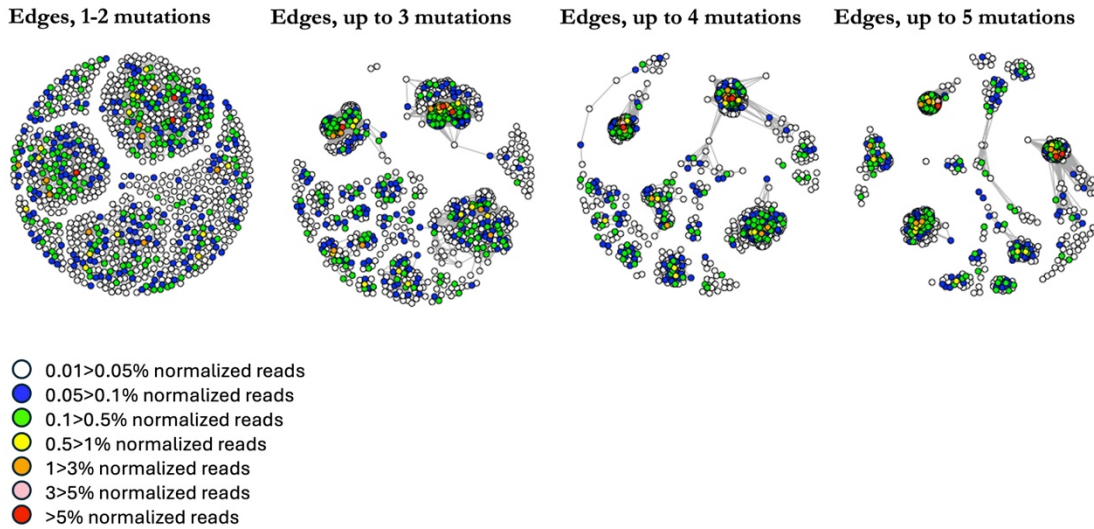 Edges, 1-2 mutations
Edges, up to 3 mutations
Edges, up to 4 mutations
Edges, up to 5 mutations
0.01>0.05% normalized reads
0.05>0.1% normalized reads
0.1>0.5% normalized reads
0.5>1% normalized reads
1>3% normalized reads
3>5% normalized reads
>5% normalized reads